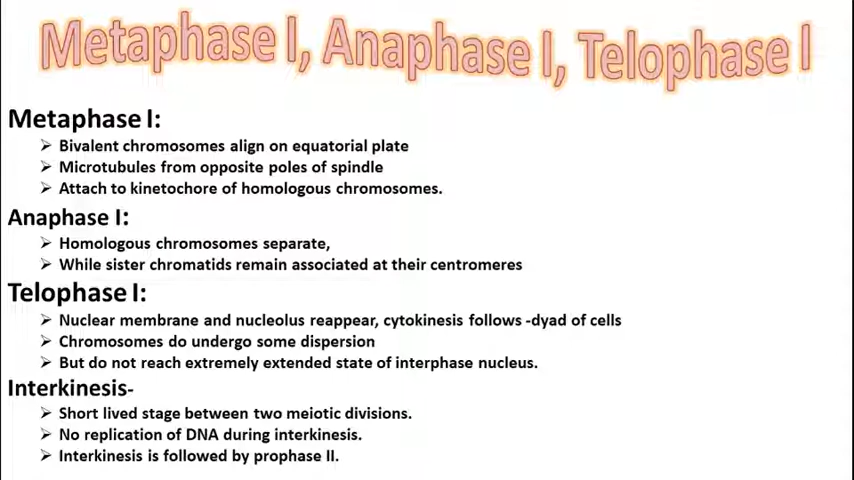 Metaphase I, Anaphase I, Telophase I
Metaphase I:
➢ Bivalent chromosomes align on equatorial plate
➢ Microtubules from opposite poles of spindle
➢ Attach to kinetochore of homologous chromosomes.
Anaphase I:
➢ Homologous chromosomes separate,
➢ While sister chromatids remain associated at their centromeres
Telophase I:
➢ Nuclear membrane and nucleolus reappear, cytokinesis follows -dyad of cells
➢ Chromosomes do undergo some dispersion
➢ But do not reach extremely extended state of interphase nucleus.
Interkinesis-
➢ Short lived stage between two meiotic divisions.
➢ No replication of DNA during interkinesis.
➢ Interkinesis is followed by prophase II.